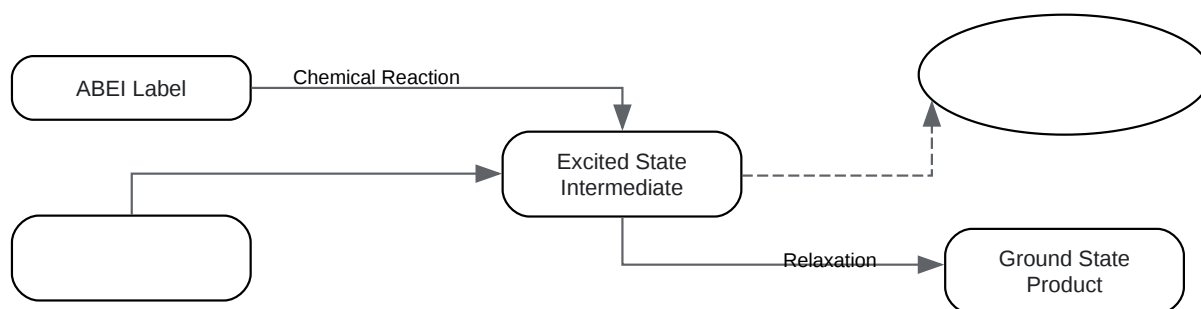 ABEI Label
Chemical Reaction
Excited State
Intermediate
Relaxation
Ground State
Product